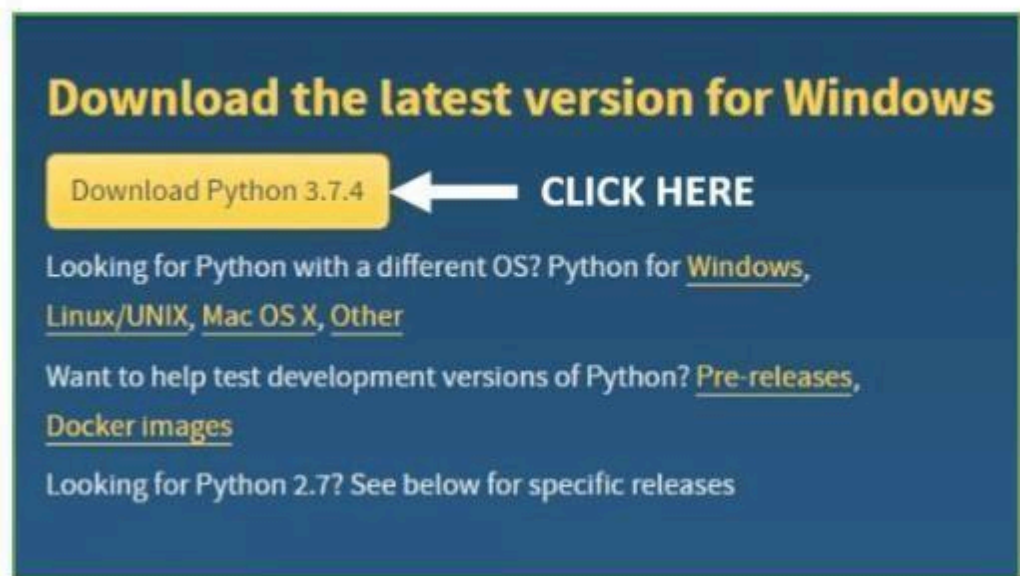 Download the latest version for Windows
Download Python 3.7.4
CLICK HERE
Looking for Python with a different OS? Python for Windows,
Linux/UNIX, Mac OS X, Other
Want to help test development versions of Python? Pre-releases,
Docker images
Looking for Python 2.7? See below for specific releases